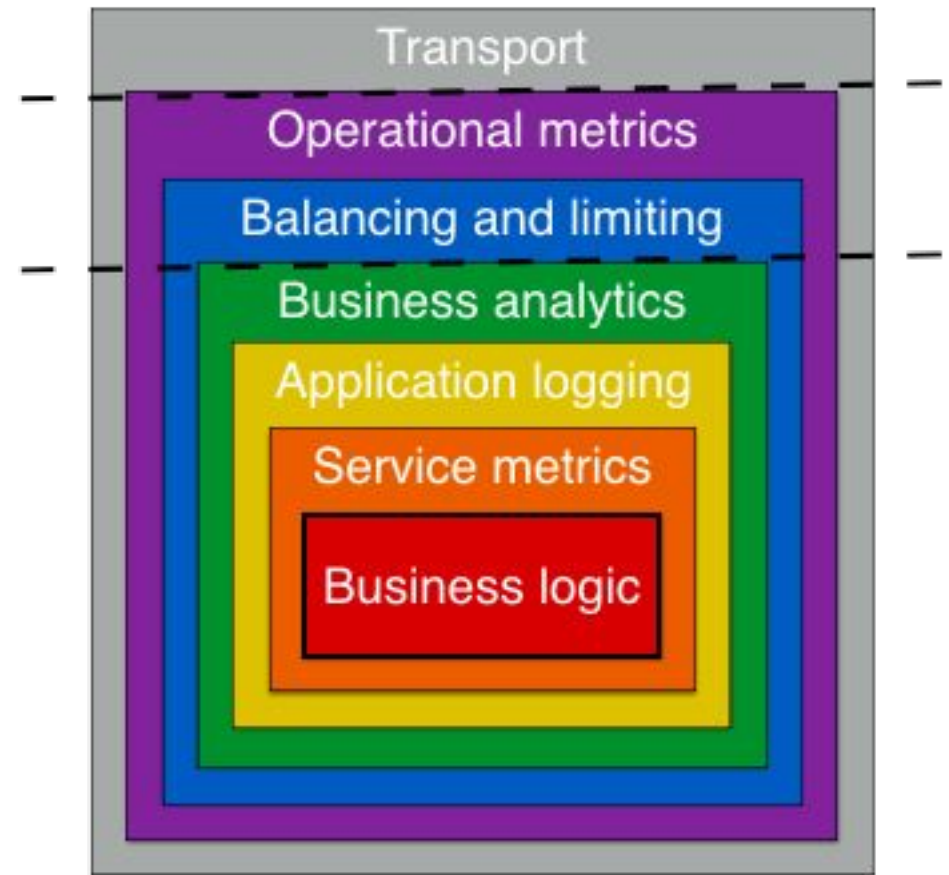 Transport
Operational metrics
Balancing and limiting
Business analytics
Application logging
Service metrics
Business logic